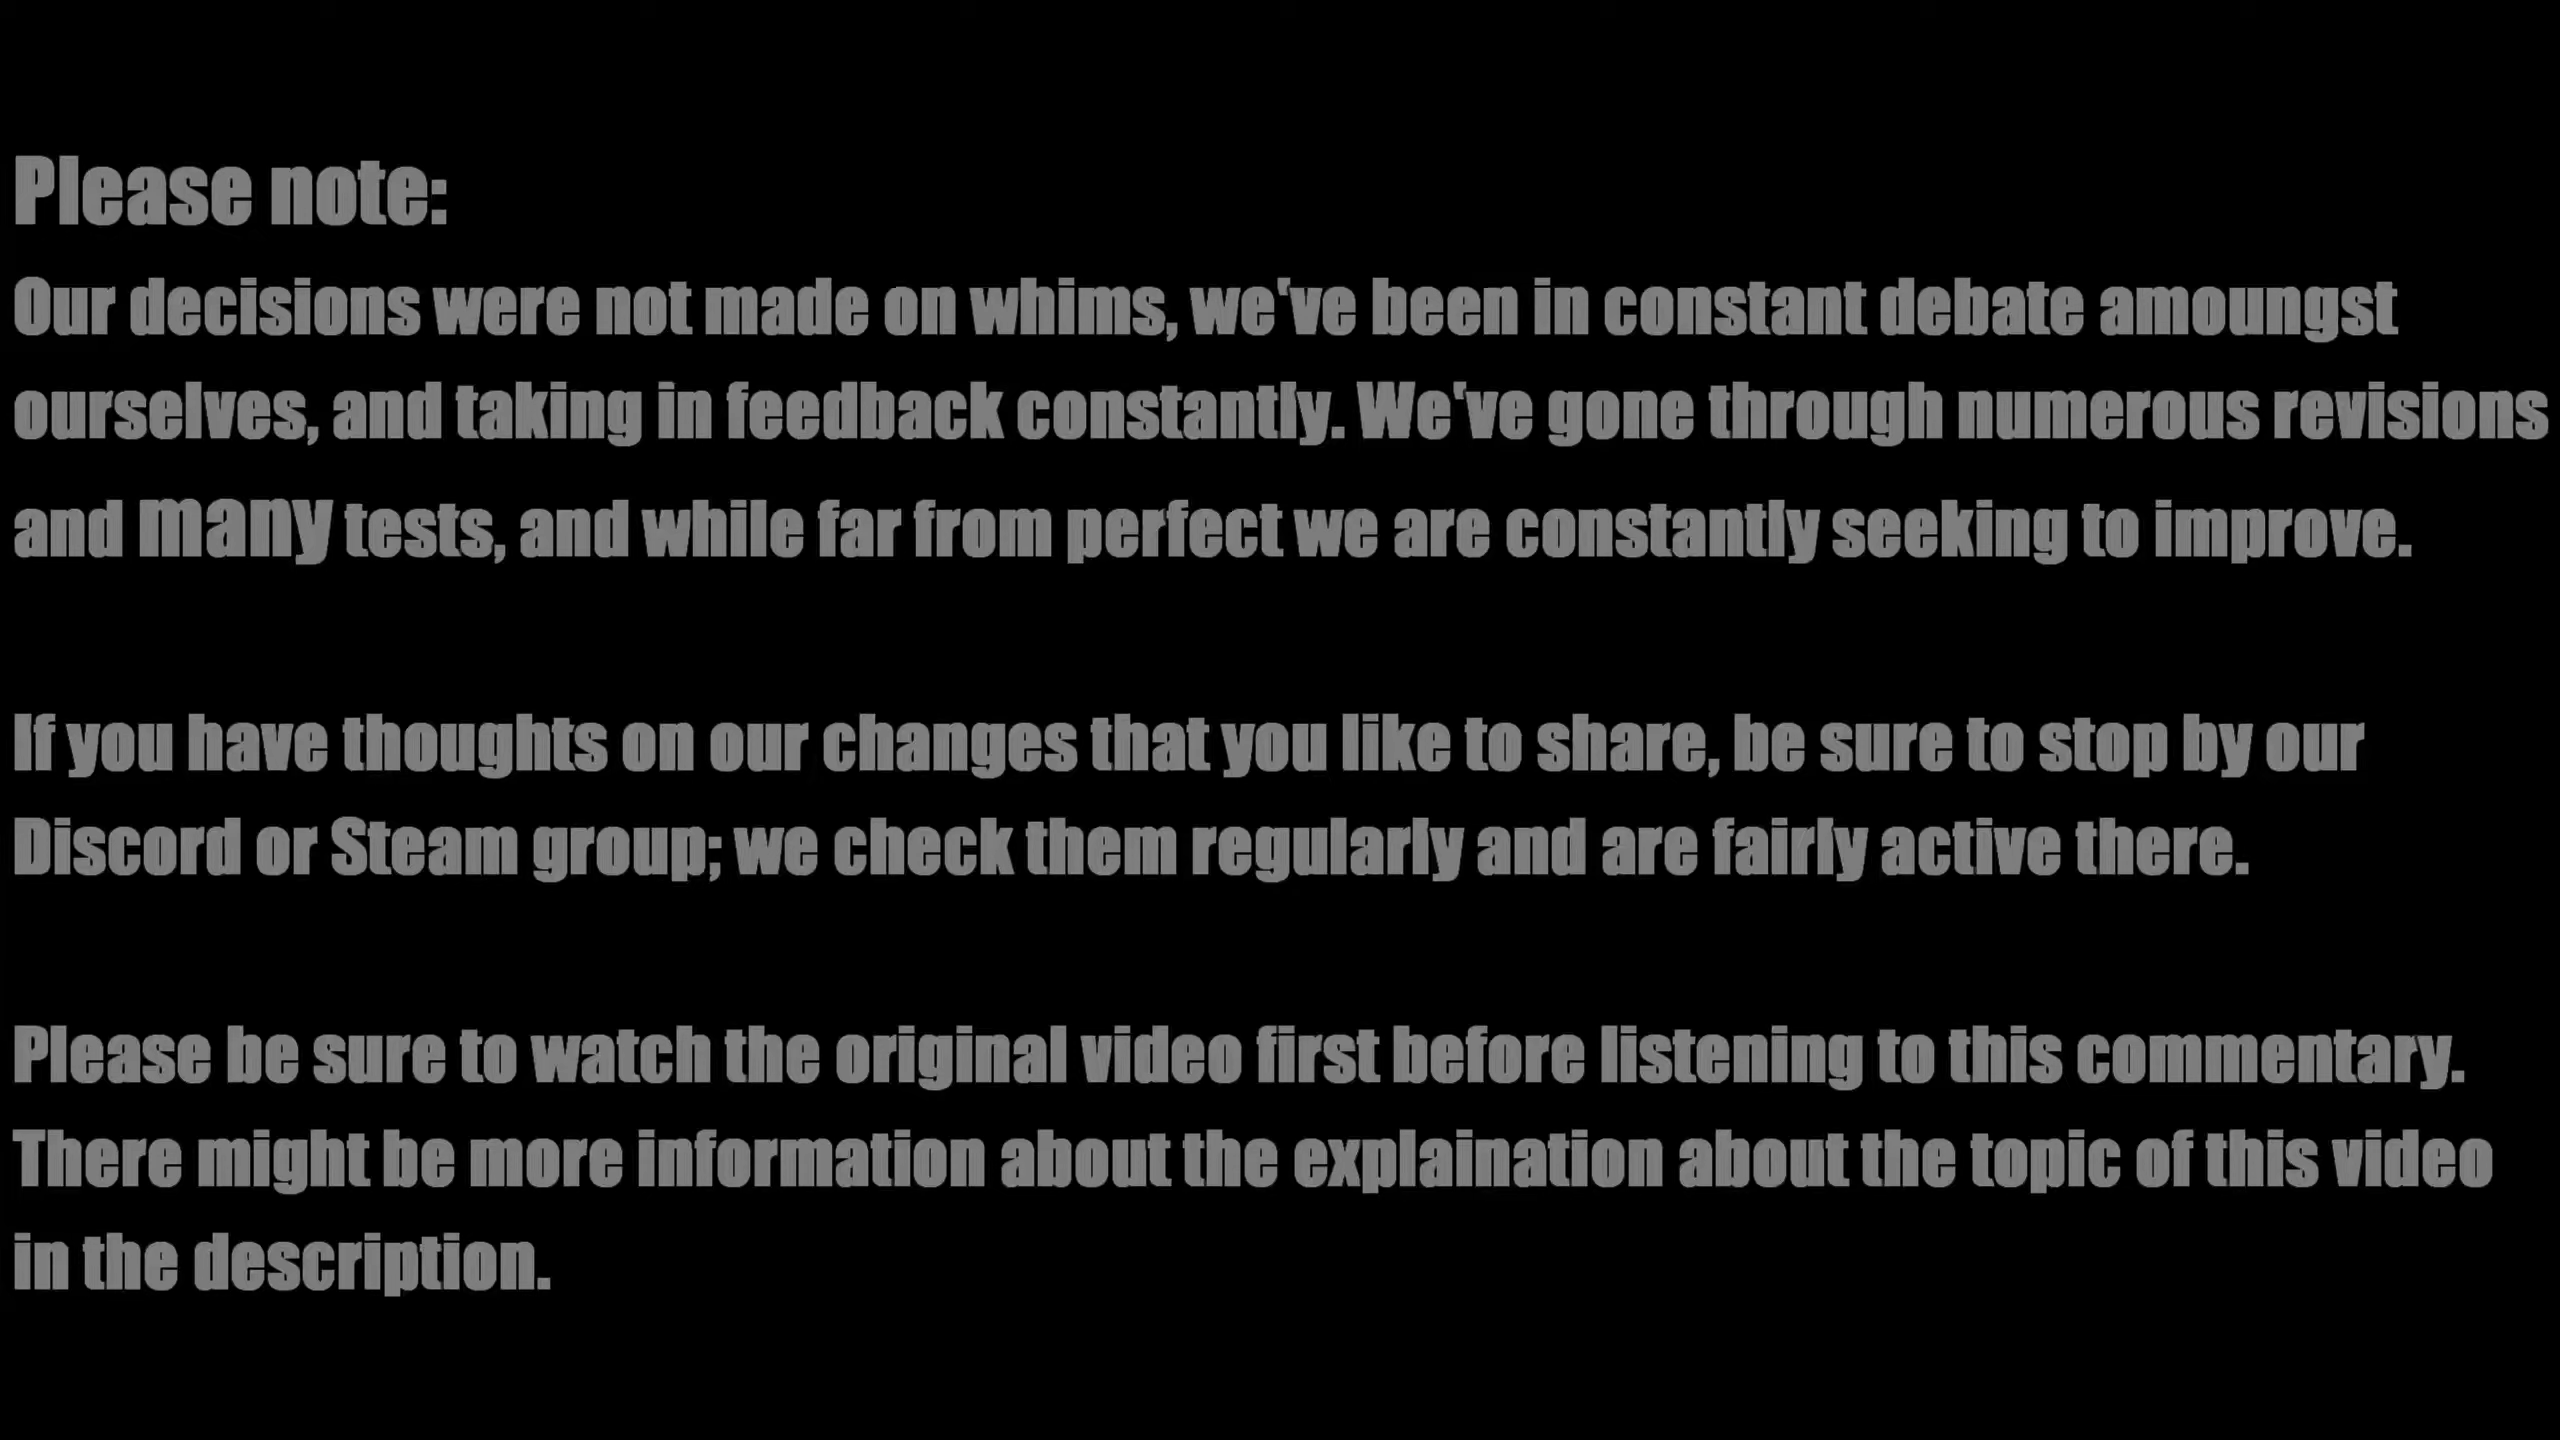 Please note:
Our decisions were not made on whims, we've been in constant debate amoungst
ourselves, and taking in feedback constantly. We've gone through numerous revisions
and many tests, and while far from perfect we are constantly seeking to improve.
If you have thoughts on our changes that you like to share, be sure to stop by our
Discord or Steam group; we check them regularly and are fairly active there.
Please be sure to watch the original video first before listening to this commentary.
There might be more information about the explaination about the topic of this video
in the description.